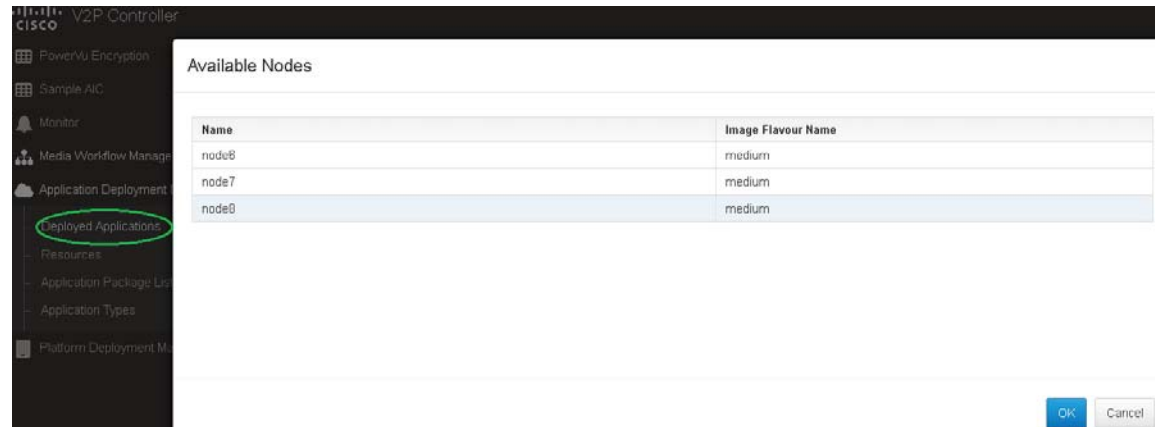 CISCO V2P Controller
PowerVu Encryption
Sample AIC
Monitor
Media Workflow Manage
Application Deployment
Deployed Applications
Resources
Application Package Lis
Application Types
Platform Deployment Ma
Available Nodes
Name Image Flavour Name
node6 medium
node7 medium
node8 medium
OK Cancel